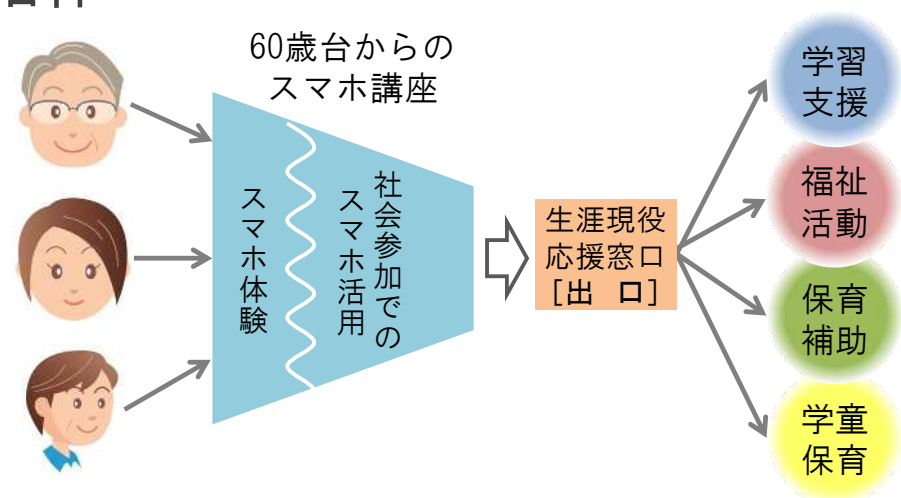 60歳台からの
スマホ講座
スマホ体験
社会参加での
スマホ活用
生涯現役
応援窓口
[出 口]
学習
支援
福祉
活動
保育
補助
学童
保育